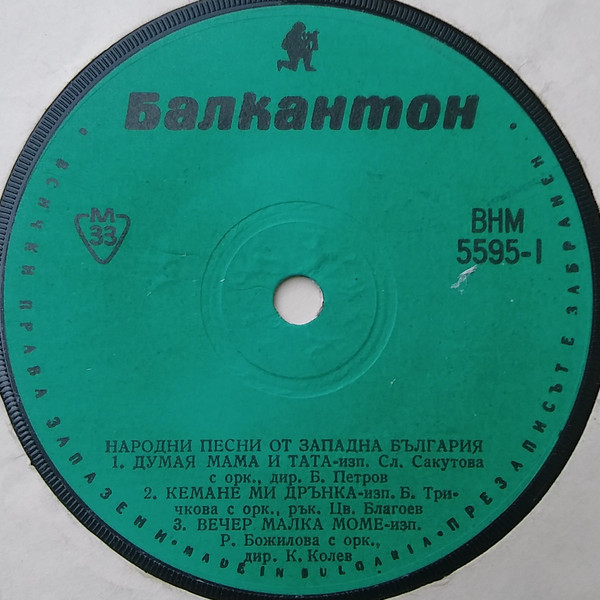 Балкантон
М
33
ВНМ
5595-I
НАРОДНИ ПЕСНИ ОТ ЗАПАДНА БЪЛГАРИЯ
1. ДУМАЯ МАМА И ТАТА-изп. Сл. Сакутова
с орк., дир. Б. Петров
2. КЕМАНЕ МИ ДРЪНКА-изп. Б. Три-
чкова с орк., рък. Цв. Благоев
3. ВЕЧЕР МАЛКА МОМЕ-изп.
Р. Божилова с орк.,
дир. К. Колев
• ВСИЧКИ ПРАВА ЗАПАЗЕНИ • MADE IN BULGARIA • ПРЕЗАПИСЪТ Е ЗАБРАНЕН •